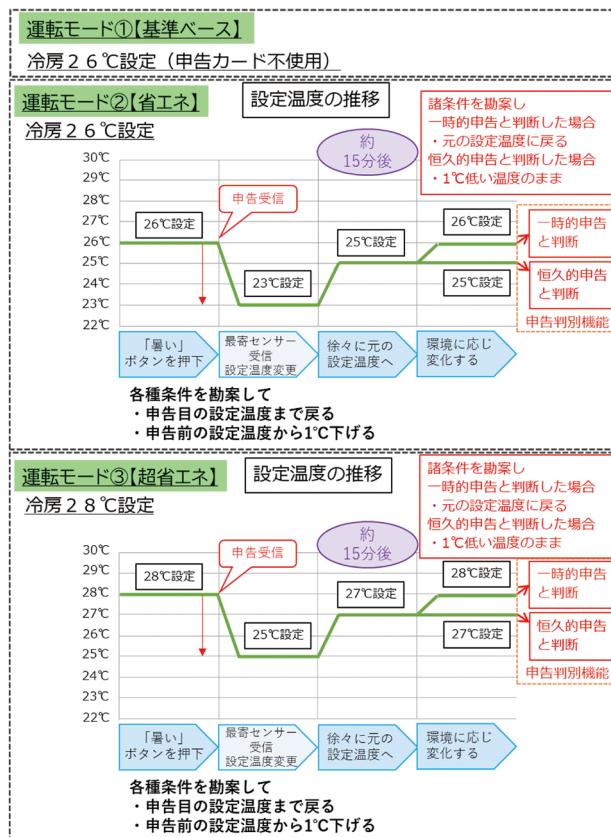 運転モード①【基準ベース】
冷房２６℃設定（申告カード不使用）
運転モード②【省エネ】
設定温度の推移
冷房２６℃設定
諸条件を勘案し
一時的申告と判断した場合
・元の設定温度に戻る
恒久的申告と判断した場合
・1℃低い温度のまま
約
15分後
申告受信
30℃
29℃
28℃
27℃
26℃
25℃
24℃
23℃
22℃
26℃設定
23℃設定
25℃設定
26℃設定
25℃設定
一時的申告
と判断
恒久的申告
と判断
申告判別機能
「暑い」
ボタンを押下
最寄センサー
受信
設定温度変更
徐々に元の
設定温度へ
環境に応じ
変化する
各種条件を勘案して
・申告目の設定温度まで戻る
・申告前の設定温度から1℃下げる
運転モード③【超省エネ】
設定温度の推移
冷房２８℃設定
諸条件を勘案し
一時的申告と判断した場合
・元の設定温度に戻る
恒久的申告と判断した場合
・1℃低い温度のまま
約
15分後
申告受信
30℃
29℃
28℃
27℃
26℃
25℃
24℃
23℃
22℃
28℃設定
25℃設定
27℃設定
28℃設定
27℃設定
一時的申告
と判断
恒久的申告
と判断
申告判別機能
「暑い」
ボタンを押下
最寄センサー
受信
設定温度変更
徐々に元の
設定温度へ
環境に応じ
変化する
各種条件を勘案して
・申告目の設定温度まで戻る
・申告前の設定温度から1℃下げる